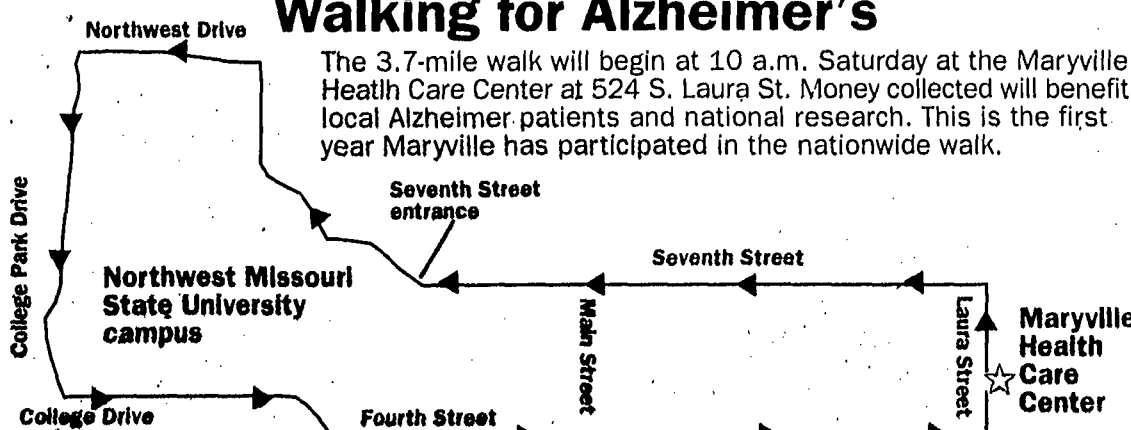 Walking for Alzheimer's
Northwest Drive
The 3.7-mile walk will begin at 10 a.m. Saturday at the Maryville
Heatlh Care Center at 524 S. Laura St. Money collected will benefit
local Alzheimer patients and national research. This is the first
year Maryville has participated in the nationwide walk.
Seventh Street
entrance
College Park Drive
Seventh Street
Northwest Missouri
State University
campus
Main Street
Laura Street
Maryville
Health
Care
Center
College Drive
Fourth Street